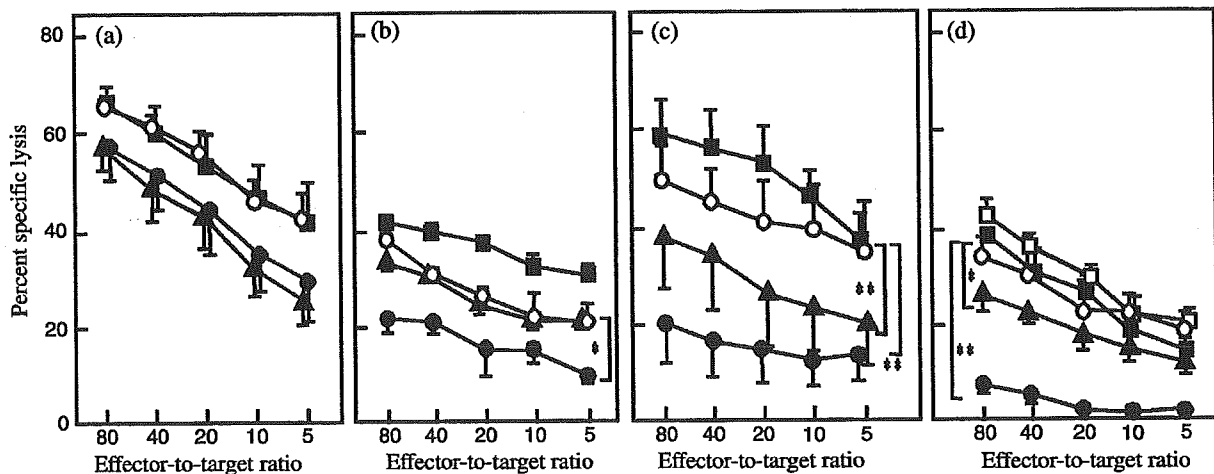 (a) (b) (c) (d)
80
60
40
20
0
Percent specific lysis
‡ ‡‡ ‡‡ ‡ ‡‡
80 40 20 10 5 80 40 20 10 5 80 40 20 10 5 80 40 20 10 5
Effector-to-target ratio Effector-to-target ratio Effector-to-target ratio Effector-to-target ratio